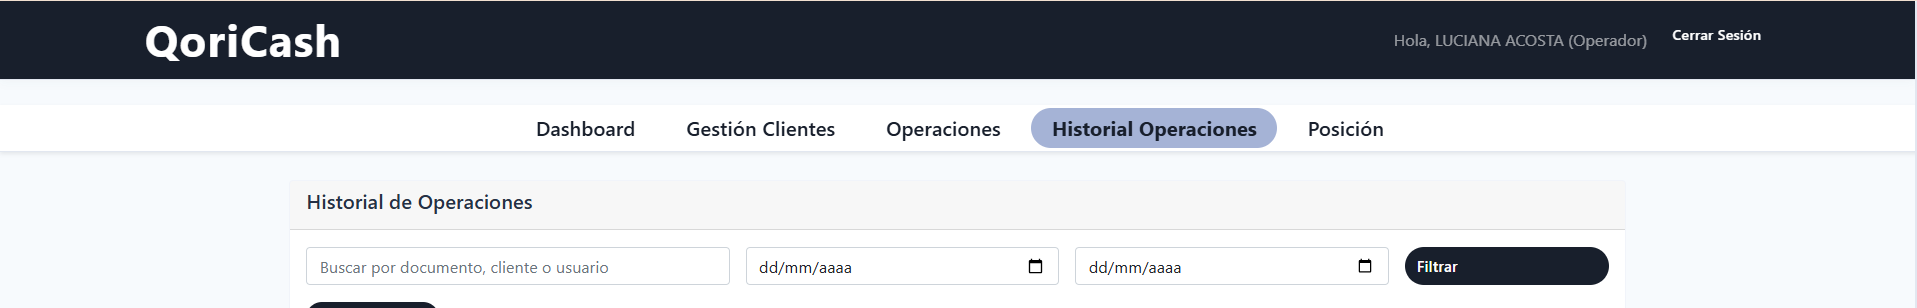 QoriCash
Hola, LUCIANA ACOSTA (Operador) Cerrar Sesión
Dashboard Gestión Clientes Operaciones Historial Operaciones Posición
Historial de Operaciones
Buscar por documento, cliente o usuario dd/mm/aaaa dd/mm/aaaa Filtrar